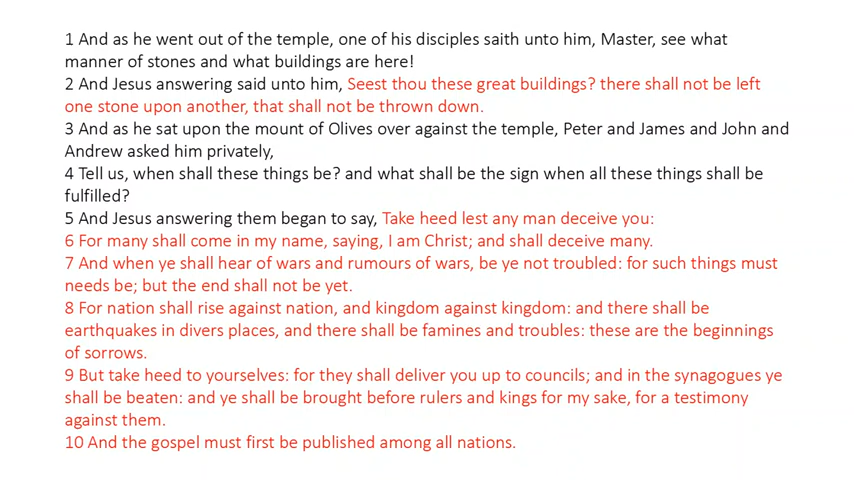 1 And as he went out of the temple, one of his disciples saith unto him, Master, see what
manner of stones and what buildings are here!
2 And Jesus answering said unto him, Seest thou these great buildings? there shall not be left
one stone upon another, that shall not be thrown down.
3 And as he sat upon the mount of Olives over against the temple, Peter and James and John and
Andrew asked him privately,
4 Tell us, when shall these things be? and what shall be the sign when all these things shall be
fulfilled?
5 And Jesus answering them began to say, Take heed lest any man deceive you:
6 For many shall come in my name, saying, I am Christ; and shall deceive many.
7 And when ye shall hear of wars and rumours of wars, be ye not troubled: for such things must
needs be; but the end shall not be yet.
8 For nation shall rise against nation, and kingdom against kingdom: and there shall be
earthquakes in divers places, and there shall be famines and troubles: these are the beginnings
of sorrows.
9 But take heed to yourselves: for they shall deliver you up to councils; and in the synagogues ye
shall be beaten: and ye shall be brought before rulers and kings for my sake, for a testimony
against them.
10 And the gospel must first be published among all nations.